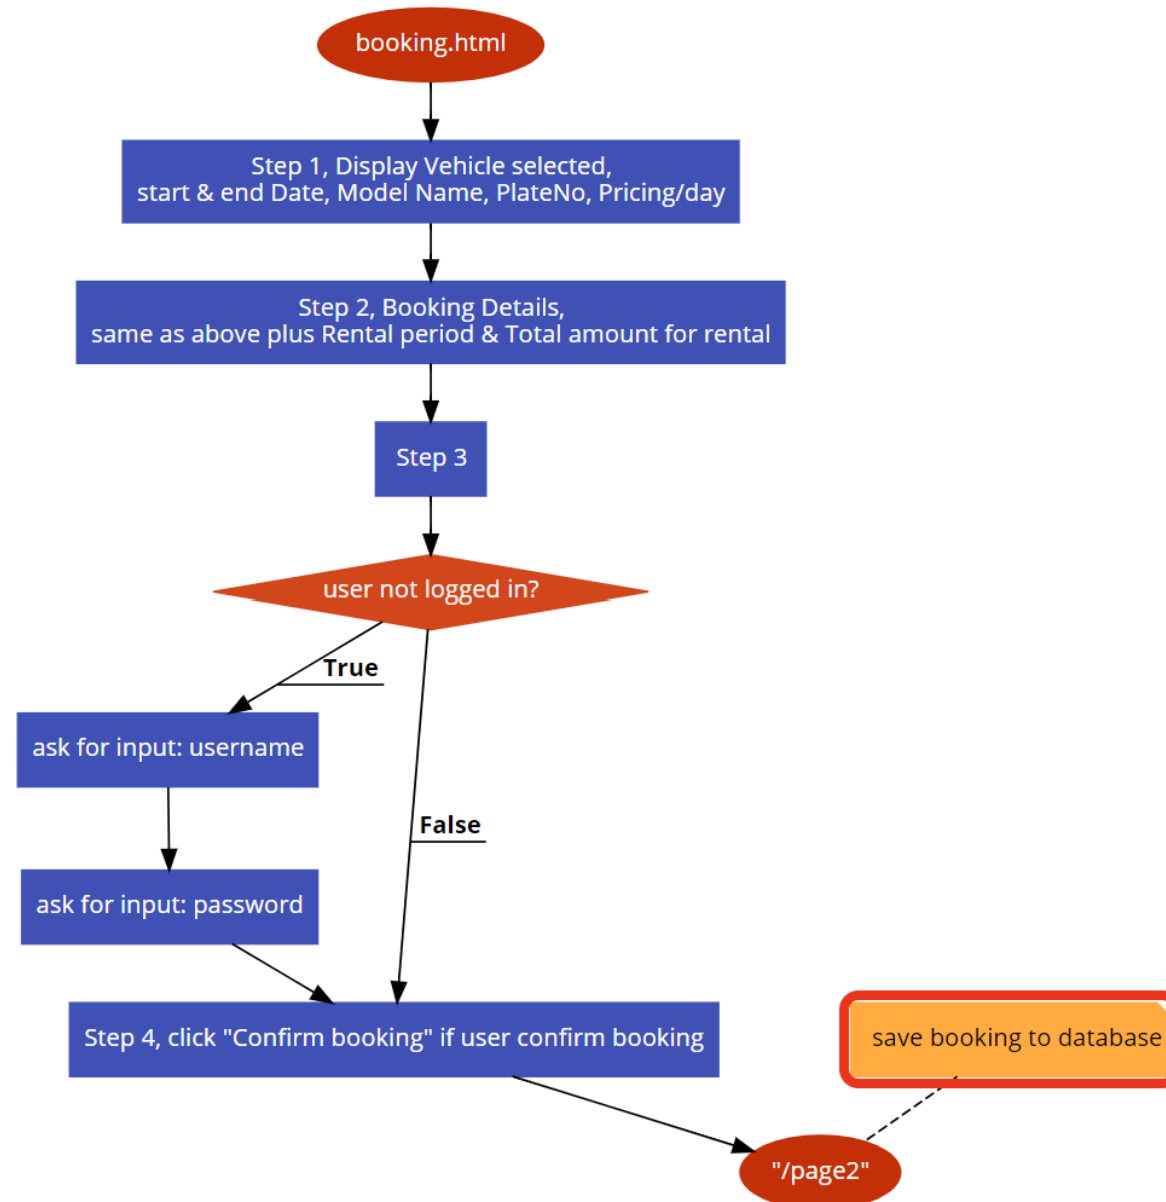 booking.html
Step 1, Display Vehicle selected,
start & end Date, Model Name, PlateNo, Pricing/day
Step 2, Booking Details,
same as above plus Rental period & Total amount for rental
Step 3
user not logged in?
True
ask for input: username
False
ask for input: password
Step 4, click "Confirm booking" if user confirm booking
save booking to database
"/page2"